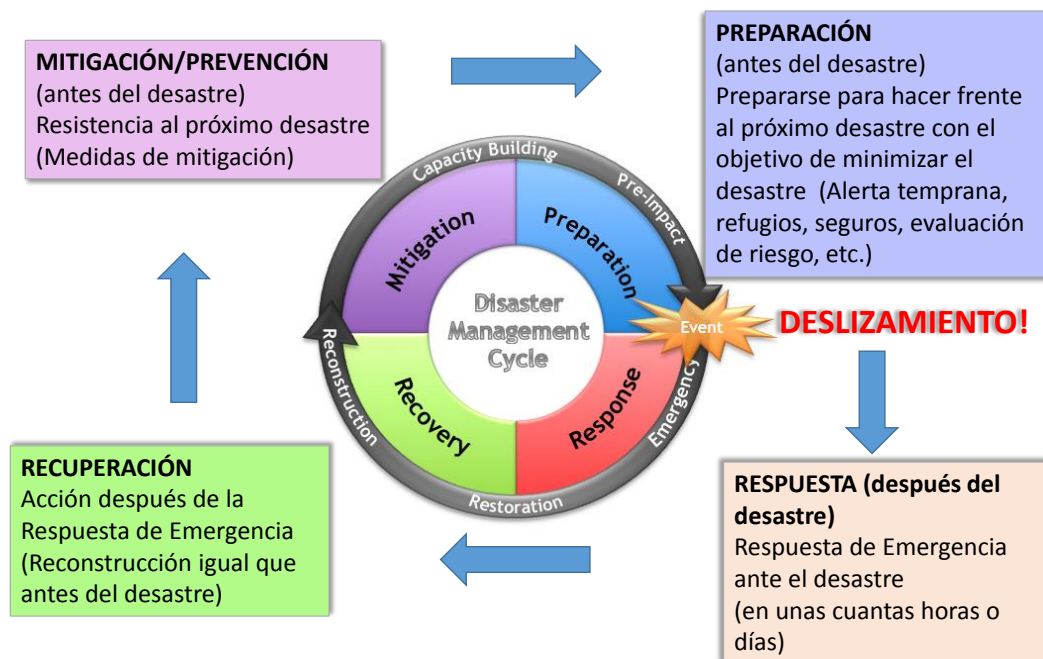 MITIGACIÓN/PREVENCIÓN
(antes del desastre)
Resistencia al próximo desastre
(Medidas de mitigación)
PREPARACIÓN
(antes del desastre)
Prepararse para hacer frente
al próximo desastre con el
objetivo de minimizar el
desastre (Alerta temprana,
refugios, seguros, evaluación
de riesgo, etc.)
Capacity Building
Pre-Impact
Mitigation
Preparation
Disaster
Management
Cycle
Event
DESLIZAMIENTO!
Reconstruction
Recovery
Response
Emergency
Restoration
RECUPERACIÓN
Acción después de la
Respuesta de Emergencia
(Reconstrucción igual que
antes del desastre)
RESPUESTA (después del
desastre)
Respuesta de Emergencia
ante el desastre
(en unas cuantas horas o
días)